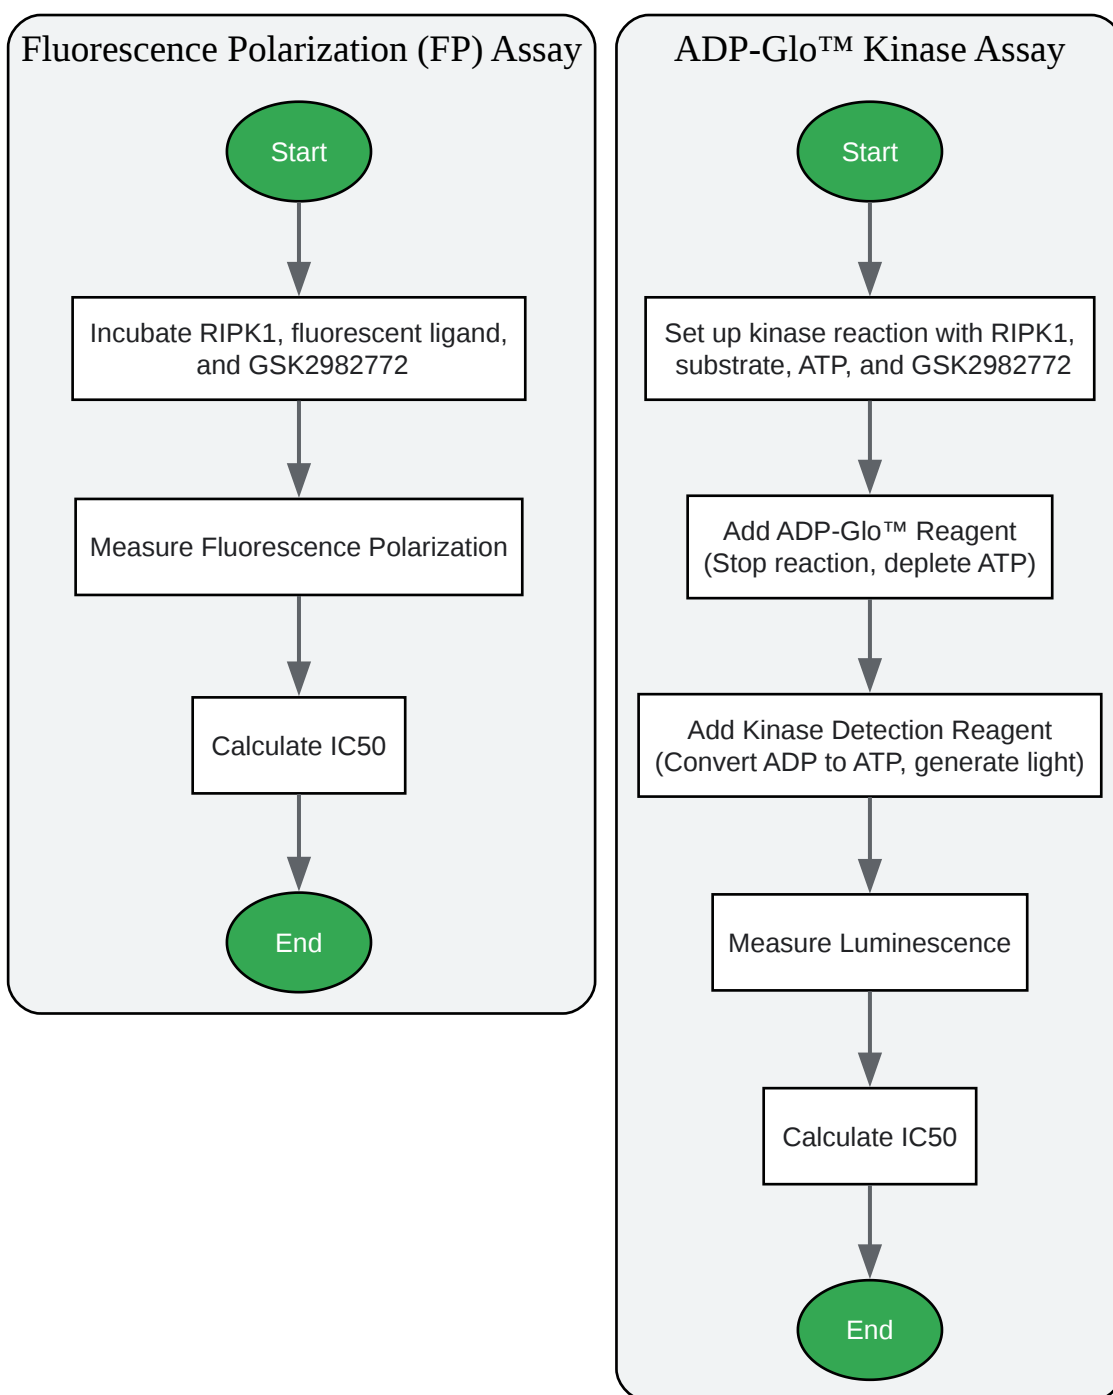 Fluorescence Polarization (FP) Assay
Start
Incubate RIPK1, fluorescent ligand,
and GSK2982772
Measure Fluorescence Polarization
Calculate IC50
End
ADP-Glo™ Kinase Assay
Start
Set up kinase reaction with RIPK1,
substrate, ATP, and GSK2982772
Add ADP-Glo™ Reagent
(Stop reaction, deplete ATP)
Add Kinase Detection Reagent
(Convert ADP to ATP, generate light)
Measure Luminescence
Calculate IC50
End